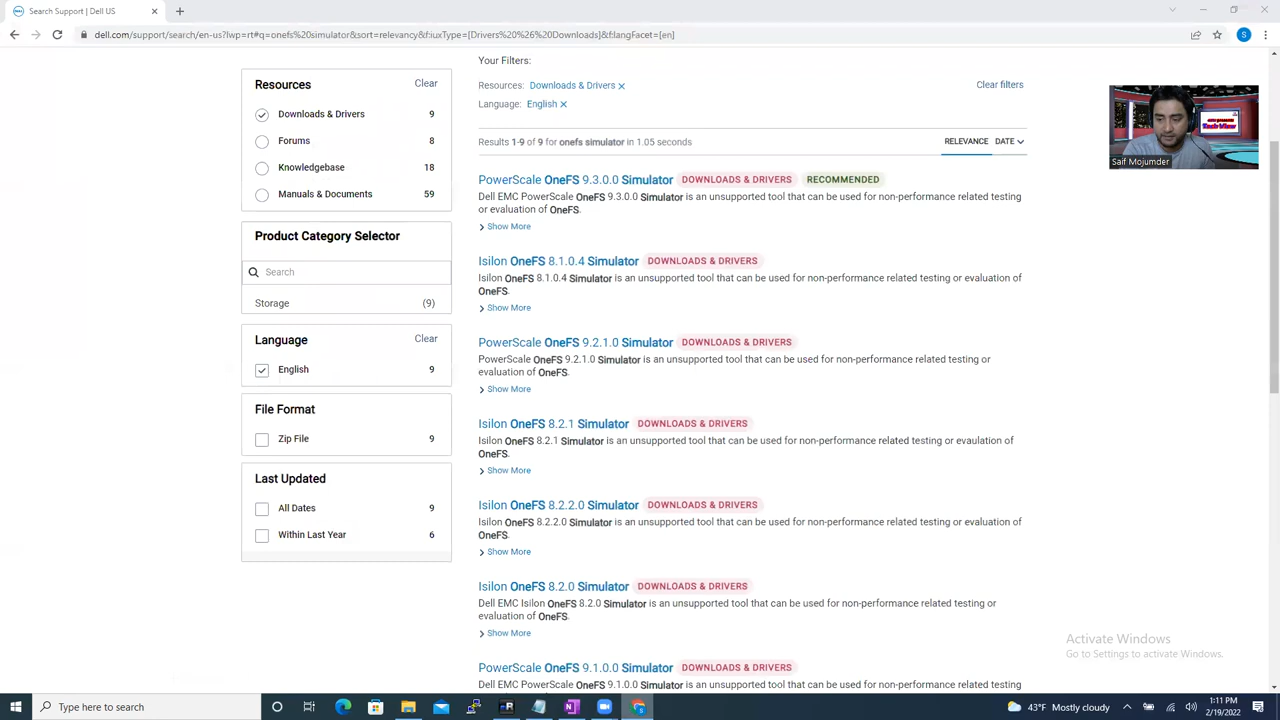 Search Support | Dell US
dell.com/support/search/en-us?lwp=rt#q=onefs%20simulator&sort=relevancy&f:iuxType=[Drivers%20%26%20Downloads]&f:langFacet=[en]
S
Resources Clear
Downloads & Drivers 9
Forums 8
Knowledgebase 18
Manuals & Documents 59
Product Category Selector
Search
Storage (9)
Language Clear
English 9
File Format
Zip File 9
Last Updated
All Dates 9
Within Last Year 6
Your Filters:
Resources: Downloads & Drivers Clear filters
Language: English
Results 1-9 of 9 for onefs simulator in 1.05 seconds RELEVANCE DATE
PowerScale OneFS 9.3.0.0 Simulator DOWNLOADS & DRIVERS RECOMMENDED
Dell EMC PowerScale OneFS 9.3.0.0 Simulator is an unsupported tool that can be used for non-performance related testing
or evaluation of OneFS.
Show More
Isilon OneFS 8.1.0.4 Simulator DOWNLOADS & DRIVERS
Isilon OneFS 8.1.0.4 Simulator is an unsupported tool that can be used for non-performance related testing or evaluation of
OneFS.
Show More
PowerScale OneFS 9.2.1.0 Simulator DOWNLOADS & DRIVERS
PowerScale OneFS 9.2.1.0 Simulator is an unsupported tool that can be used for non-performance related testing or
evaluation of OneFS.
Show More
Isilon OneFS 8.2.1 Simulator DOWNLOADS & DRIVERS
Isilon OneFS 8.2.1 Simulator is an unsupported tool that can be used for non-performance related testing or evaulation of
OneFS.
Show More
Isilon OneFS 8.2.2.0 Simulator DOWNLOADS & DRIVERS
Isilon OneFS 8.2.2.0 Simulator is an unsupported tool that can be used for non-performance related testing or evaluation of
OneFS.
Show More
Isilon OneFS 8.2.0 Simulator DOWNLOADS & DRIVERS
Dell EMC Isilon OneFS 8.2.0 Simulator is an unsupported tool that can be used for non-performance related testing or
evaluation of OneFS.
Show More
PowerScale OneFS 9.1.0.0 Simulator DOWNLOADS & DRIVERS
Dell EMC PowerScale OneFS 9.1.0.0 Simulator is an unsupported tool that can be used for non-performance related testing
Tech View
Saif Mojumder
Activate Windows
Go to Settings to activate Windows.
Type here to search
43°F Mostly cloudy
1:11 PM
2/19/2022